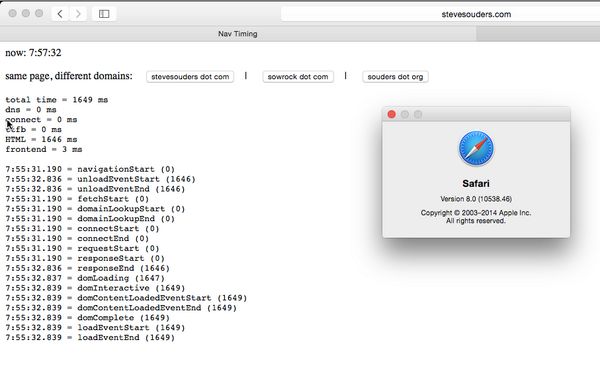 stevesouders.com
Nav Timing
now: 7:57:32
same page, different domains: stevesouders dot com | sowrock dot com | souders dot org
total time = 1649 ms
dns = 0 ms
connect = 0 ms
ttfb = 0 ms
HTML = 1646 ms
frontend = 3 ms
7:55:31.190 = navigationStart (0)
7:55:32.836 = unloadEventStart (1646)
7:55:32.836 = unloadEventEnd (1646)
7:55:31.190 = fetchStart (0)
7:55:31.190 = domainLookupStart (0)
7:55:31.190 = domainLookupEnd (0)
7:55:31.190 = connectStart (0)
7:55:31.190 = connectEnd (0)
7:55:31.190 = requestStart (0)
7:55:31.190 = responseStart (0)
7:55:32.836 = responseEnd (1646)
7:55:32.837 = domLoading (1647)
7:55:32.839 = domInteractive (1649)
7:55:32.839 = domContentLoadedEventStart (1649)
7:55:32.839 = domContentLoadedEventEnd (1649)
7:55:32.839 = domComplete (1649)
7:55:32.839 = loadEventStart (1649)
7:55:32.839 = loadEventEnd (1649)
Safari
Version 8.0 (10538.46)
Copyright © 2003–2014 Apple Inc.
All rights reserved.